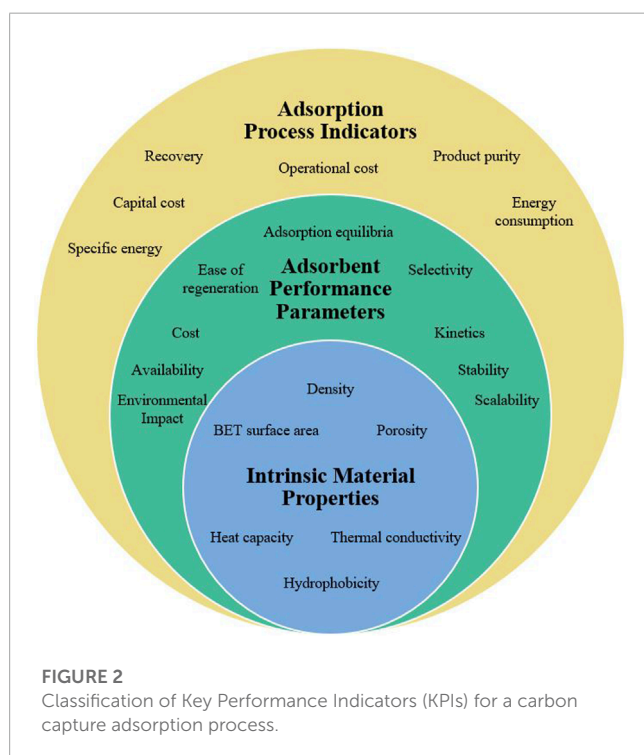 Adsorption
Process Indicators
Recovery
Operational cost
Product purity
Capital cost
Energy
consumption
Specific energy
Adsorption equilibria
Ease of
regeneration
Adsorbent
Performance
Parameters
Selectivity
Cost
Kinetics
Availability
Stability
Environmental
Impact
Scalability
Density
BET surface area
Porosity
Intrinsic Material
Properties
Heat capacity
Thermal conductivity
Hydrophobicity
FIGURE 2
Classification of Key Performance Indicators (KPIs) for a carbon
capture adsorption process.